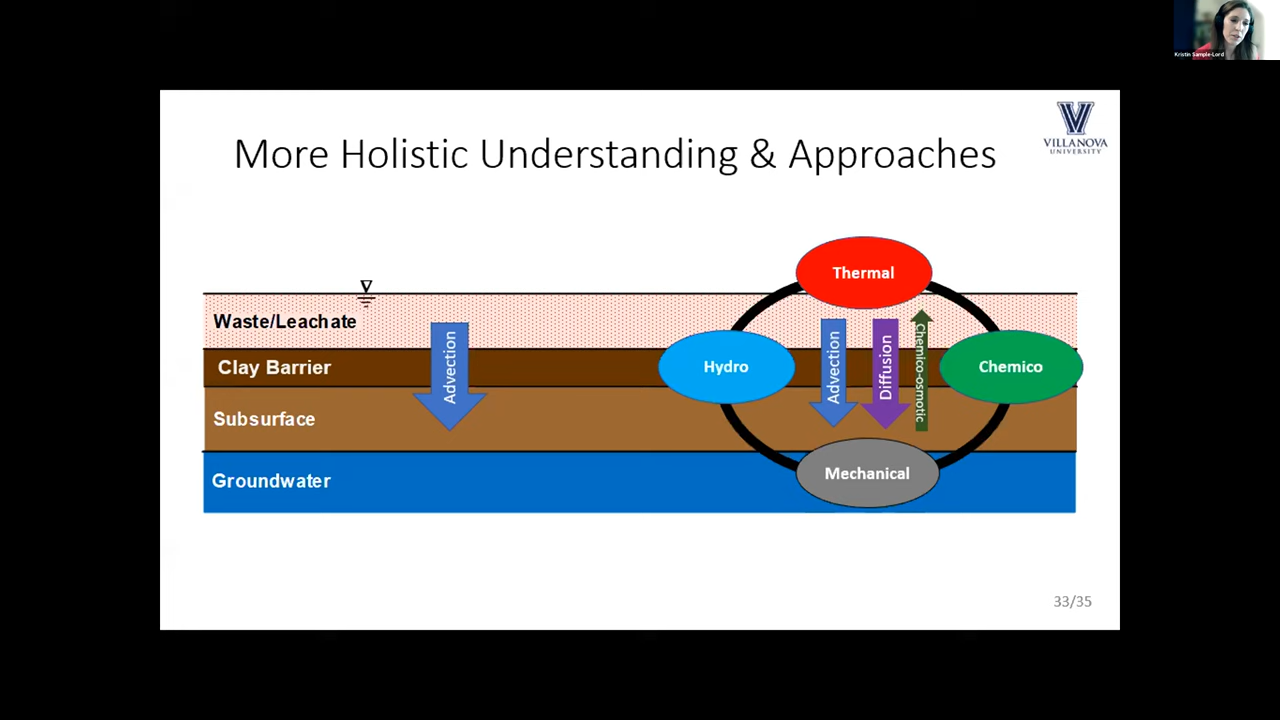 Kristin Sample-Lord
VILLANOVA
UNIVERSITY
More Holistic Understanding & Approaches
Thermal
Waste/Leachate
Advection
Advection
Diffusion
Chemico-osmotic
Clay Barrier
Hydro
Chemico
Subsurface
Mechanical
Groundwater
33/35